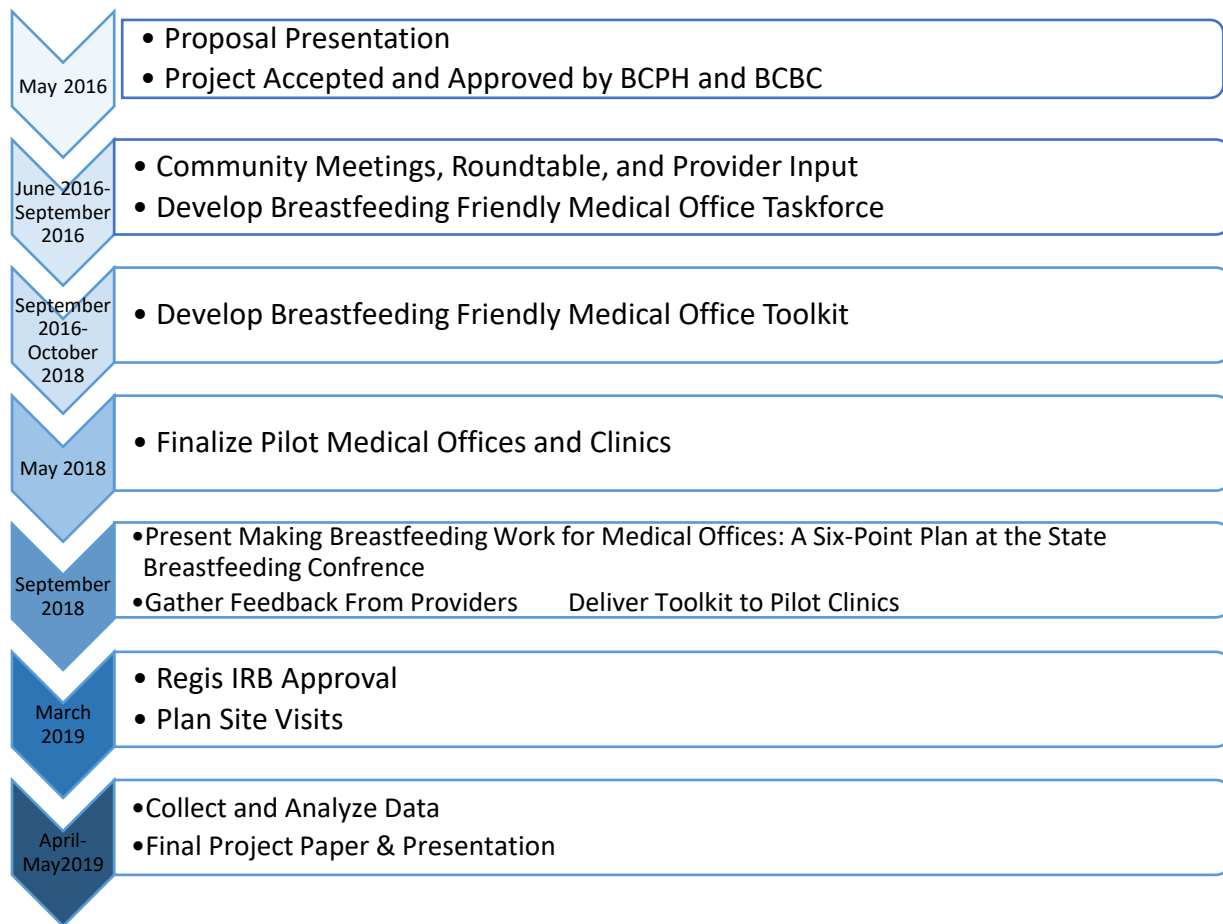 May 2016
• Proposal Presentation
• Project Accepted and Approved by BCPH and BCBC
June 2016-
September
2016
• Community Meetings, Roundtable, and Provider Input
• Develop Breastfeeding Friendly Medical Office Taskforce
September
2016-
October
2018
• Develop Breastfeeding Friendly Medical Office Toolkit
May 2018
• Finalize Pilot Medical Offices and Clinics
September
2018
•Present Making Breastfeeding Work for Medical Offices: A Six-Point Plan at the State
Breastfeeding Confrence
•Gather Feedback From Providers Deliver Toolkit to Pilot Clinics
March
2019
• Regis IRB Approval
• Plan Site Visits
April-
May2019
•Collect and Analyze Data
•Final Project Paper & Presentation